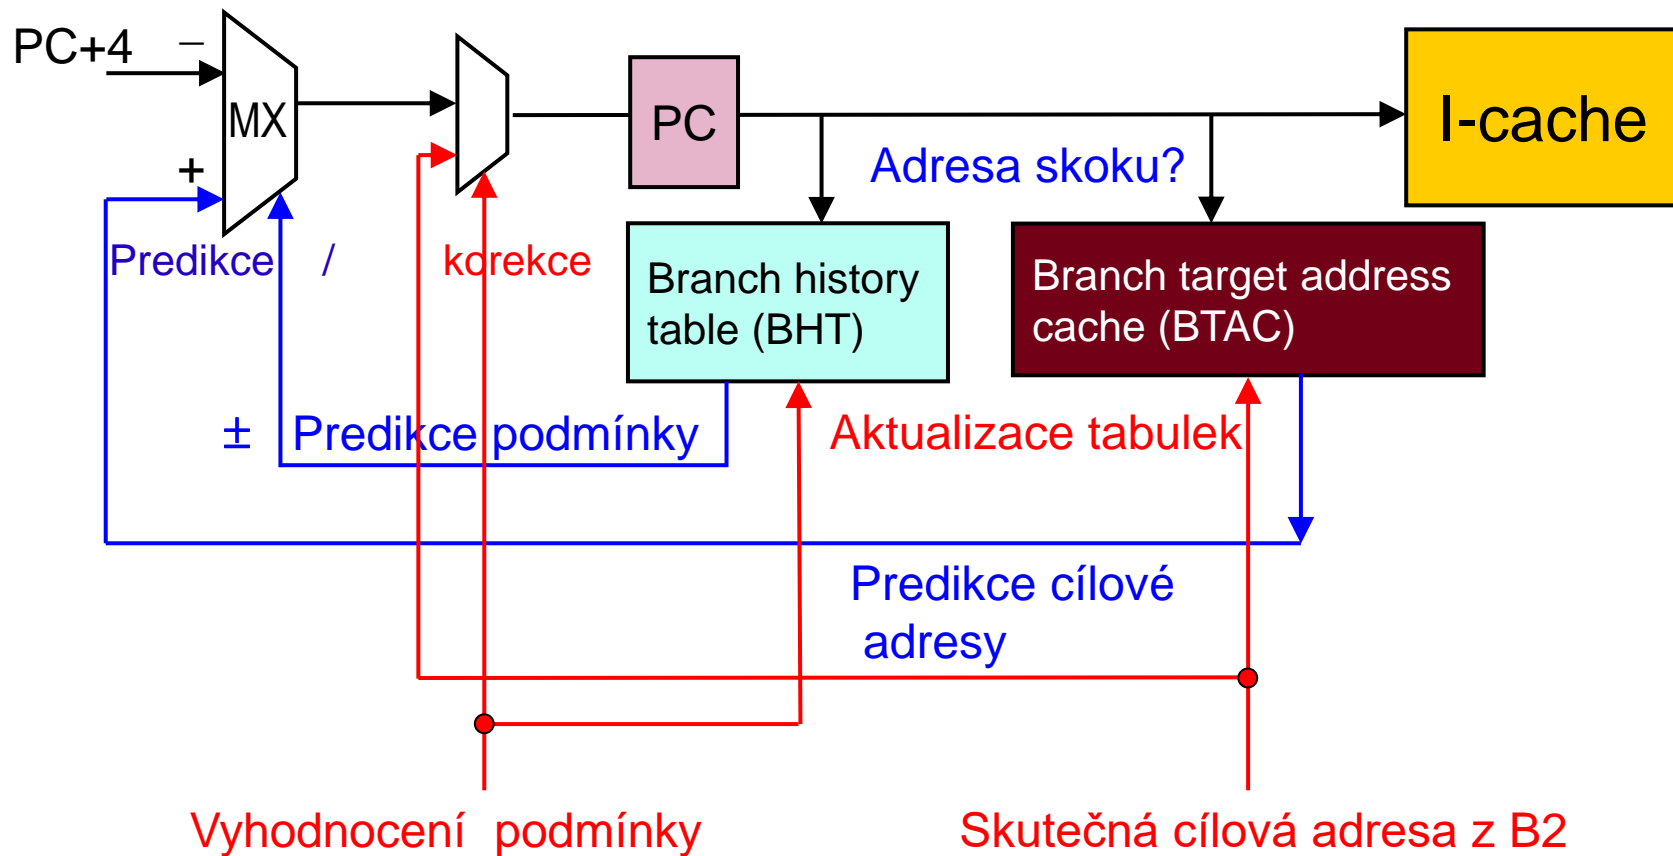 PC+4
–
MX
+
PC
I-cache
Adresa skoku?
Predikce / korekce
Branch history
table (BHT)
Branch target address
cache (BTAC)
± Predikce podmínky
Aktualizace tabulek
Predikce cílové
adresy
Vyhodnocení podmínky
Skutečná cílová adresa z B2